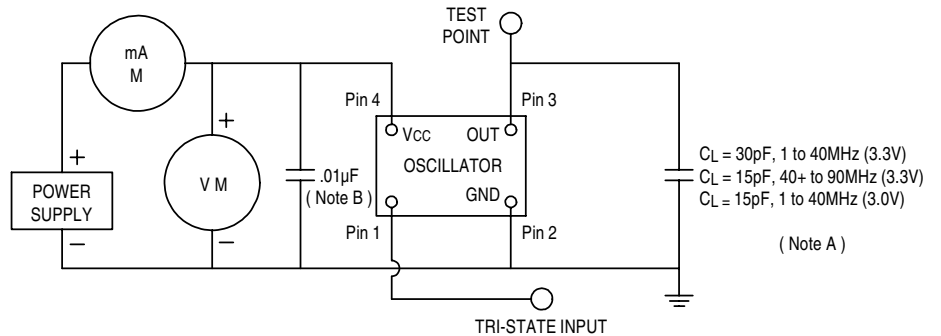 TEST
POINT
mA
M
+
Pin 4
Pin 3
+
+
V M
.01µF
( Note B )
VCC
OUT
OSCILLATOR
GND
POWER
SUPPLY
CL = 30pF, 1 to 40MHz (3.3V)
CL = 15pF, 40+ to 90MHz (3.3V)
CL = 15pF, 1 to 40MHz (3.0V)
( Note A )
–
–
Pin 1
Pin 2
TRI-STATE INPUT